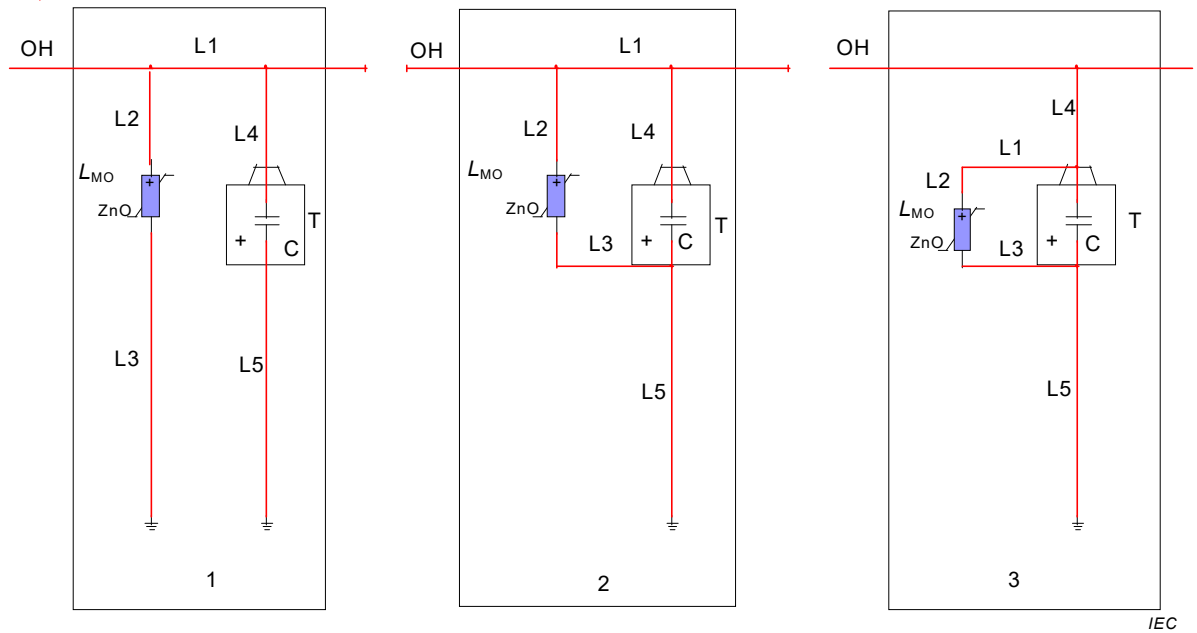 OH
L1
L2
L4
LMO
ZnO
T
+
+
C
L3
L5
1
OH
L1
L2
L4
LMO
ZnO
T
+
+
C
L3
L5
2
OH
L4
L1
L2
LMO
ZnO
T
+
+
C
L3
L5
3
IEC